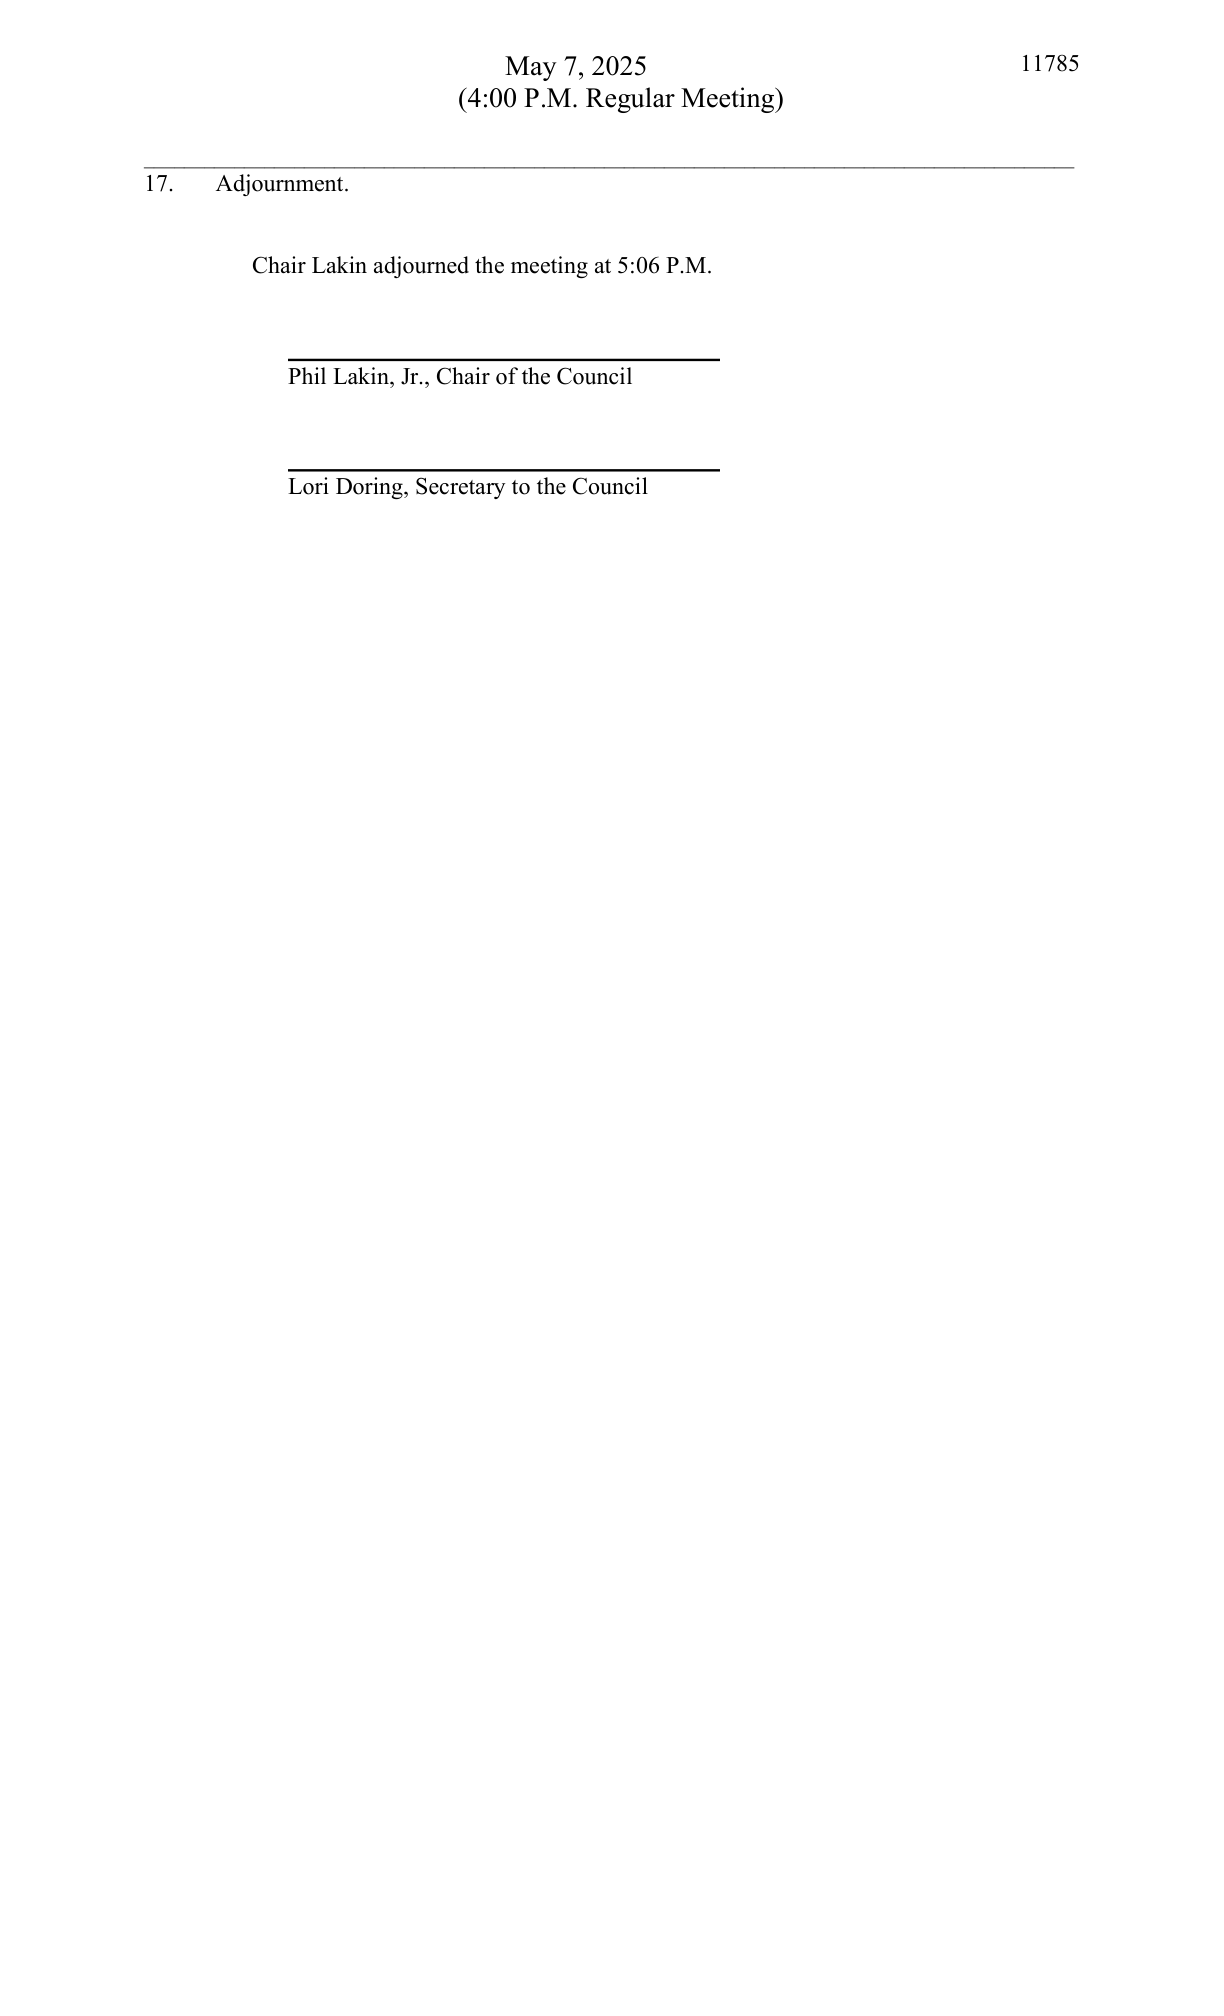 May 7, 2025
11785
(4:00 P.M. Regular Meeting)
17. Adjournment.
Chair Lakin adjourned the meeting at 5:06 P.M.
Phil Lakin, Jr., Chair of the Council
Lori Doring, Secretary to the Council